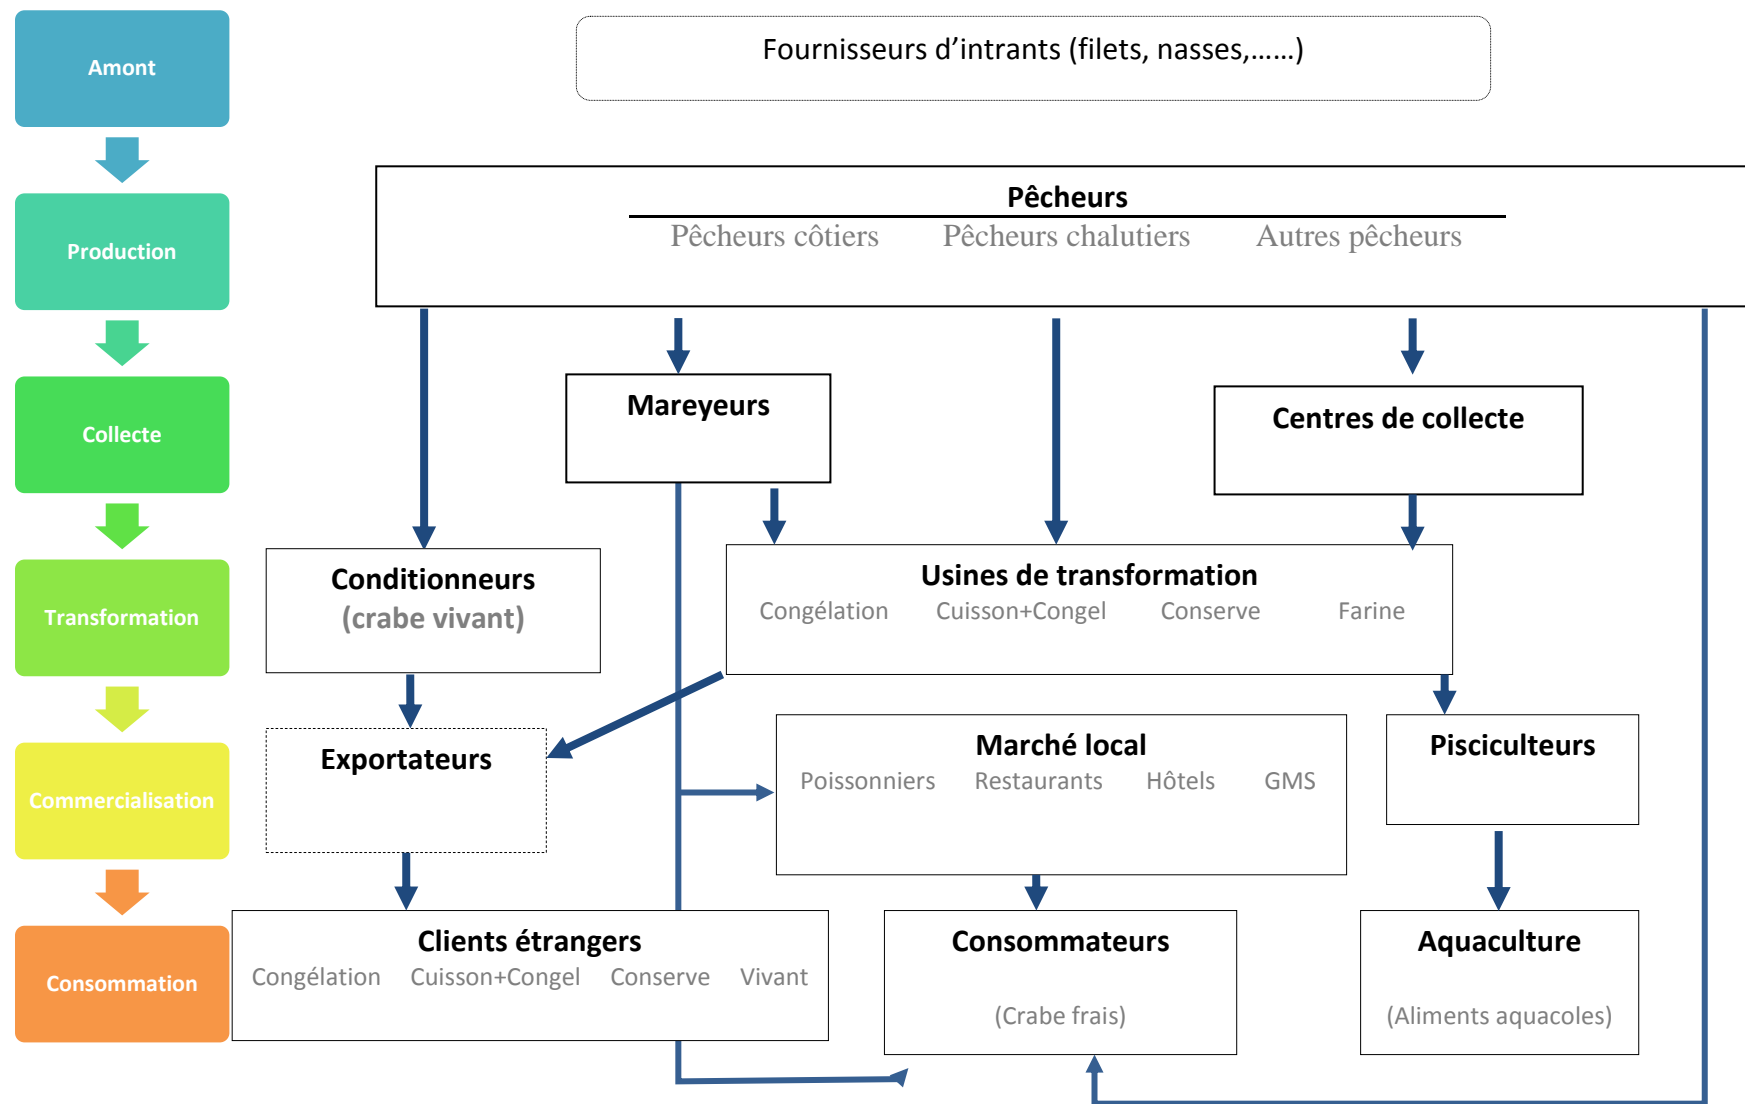 Amont
Fournisseurs d’intrants (filets, nasses,……)
Production
Pêcheurs
Pêcheurs côtiers Pêcheurs chalutiers Autres pêcheurs
Collecte
Mareyeurs
Centres de collecte
Transformation
Conditionneurs
(crabe vivant)
Usines de transformation
Congélation Cuisson+Congel Conserve Farine
Commercialisation
Exportateurs
Marché local
Poissonniers Restaurants Hôtels GMS
Pisciculteurs
Consommation
Clients étrangers
Congélation Cuisson+Congel Conserve Vivant
Consommateurs
(Crabe frais)
Aquaculture
(Aliments aquacoles)